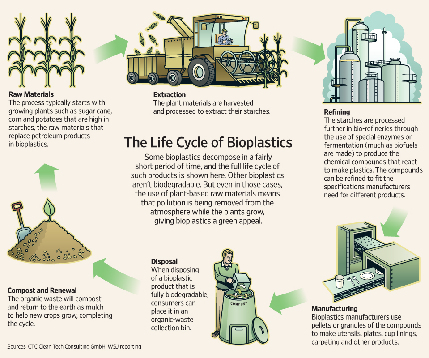 Raw Materials
The process typically starts with
growing plants such as sugar cane,
corn and potatoes that are high in
starches, the raw materials that
replace petroleum products
in bioplastics.
Extraction
The plant materials are harvested
and processed to extract their starches.
Refining
The starches are processed
further in bio-refineries through
the use of special enzymes or
fermentation (much as biofuels
are made) to produce the
chemical compounds that react
to make plastics. The compounds
can be refined to fit the
specifications manufacturers
need for different products.
The Life Cycle of Bioplastics
Some bioplastics decompose in a fairly
short period of time, and the full life cycle of
such products is shown here. Other bioplastics
aren't biodegradable. But even in those cases,
the use of plant-based raw materials means
that pollution is being removed from the
atmosphere while the plants grow,
giving bioplastics a green appeal.
Manufacturing
Bioplastics manufacturers use
pellets or granules of the compounds
to make utensils, plates, cup linings,
carpeting and other products.
Disposal
When disposing
of a bioplastic
product that is
fully biodegradable,
consumers can
place it in an
organic-waste
collection bin.
Compost and Renewal
The organic waste will compost
and return to the earth as mulch
to help new crops grow, completing
the cycle.
Sources: CTC Clean Tech Consulting GmbH; WSJ reporting